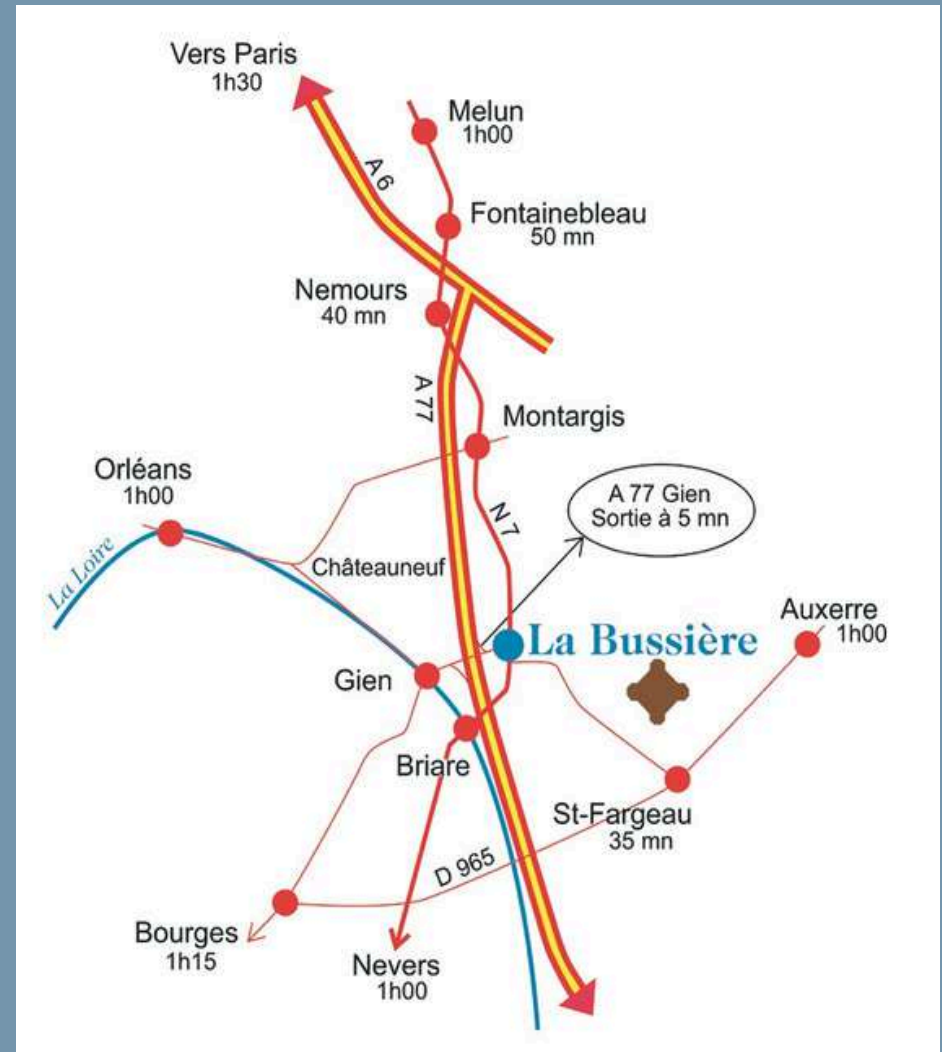 Vers Paris
1h30
Melun
1h00
A 6
Fontainebleau
50 mn
Nemours
40 mn
A 77
Montargis
Orléans
1h00
A 77 Gien
Sortie à 5 mn
N 7
La Loire
Châteauneuf
Auxerre
1h00
La Bussière
Gien
Briare
St-Fargeau
35 mn
D 965
Bourges
1h15
Nevers
1h00